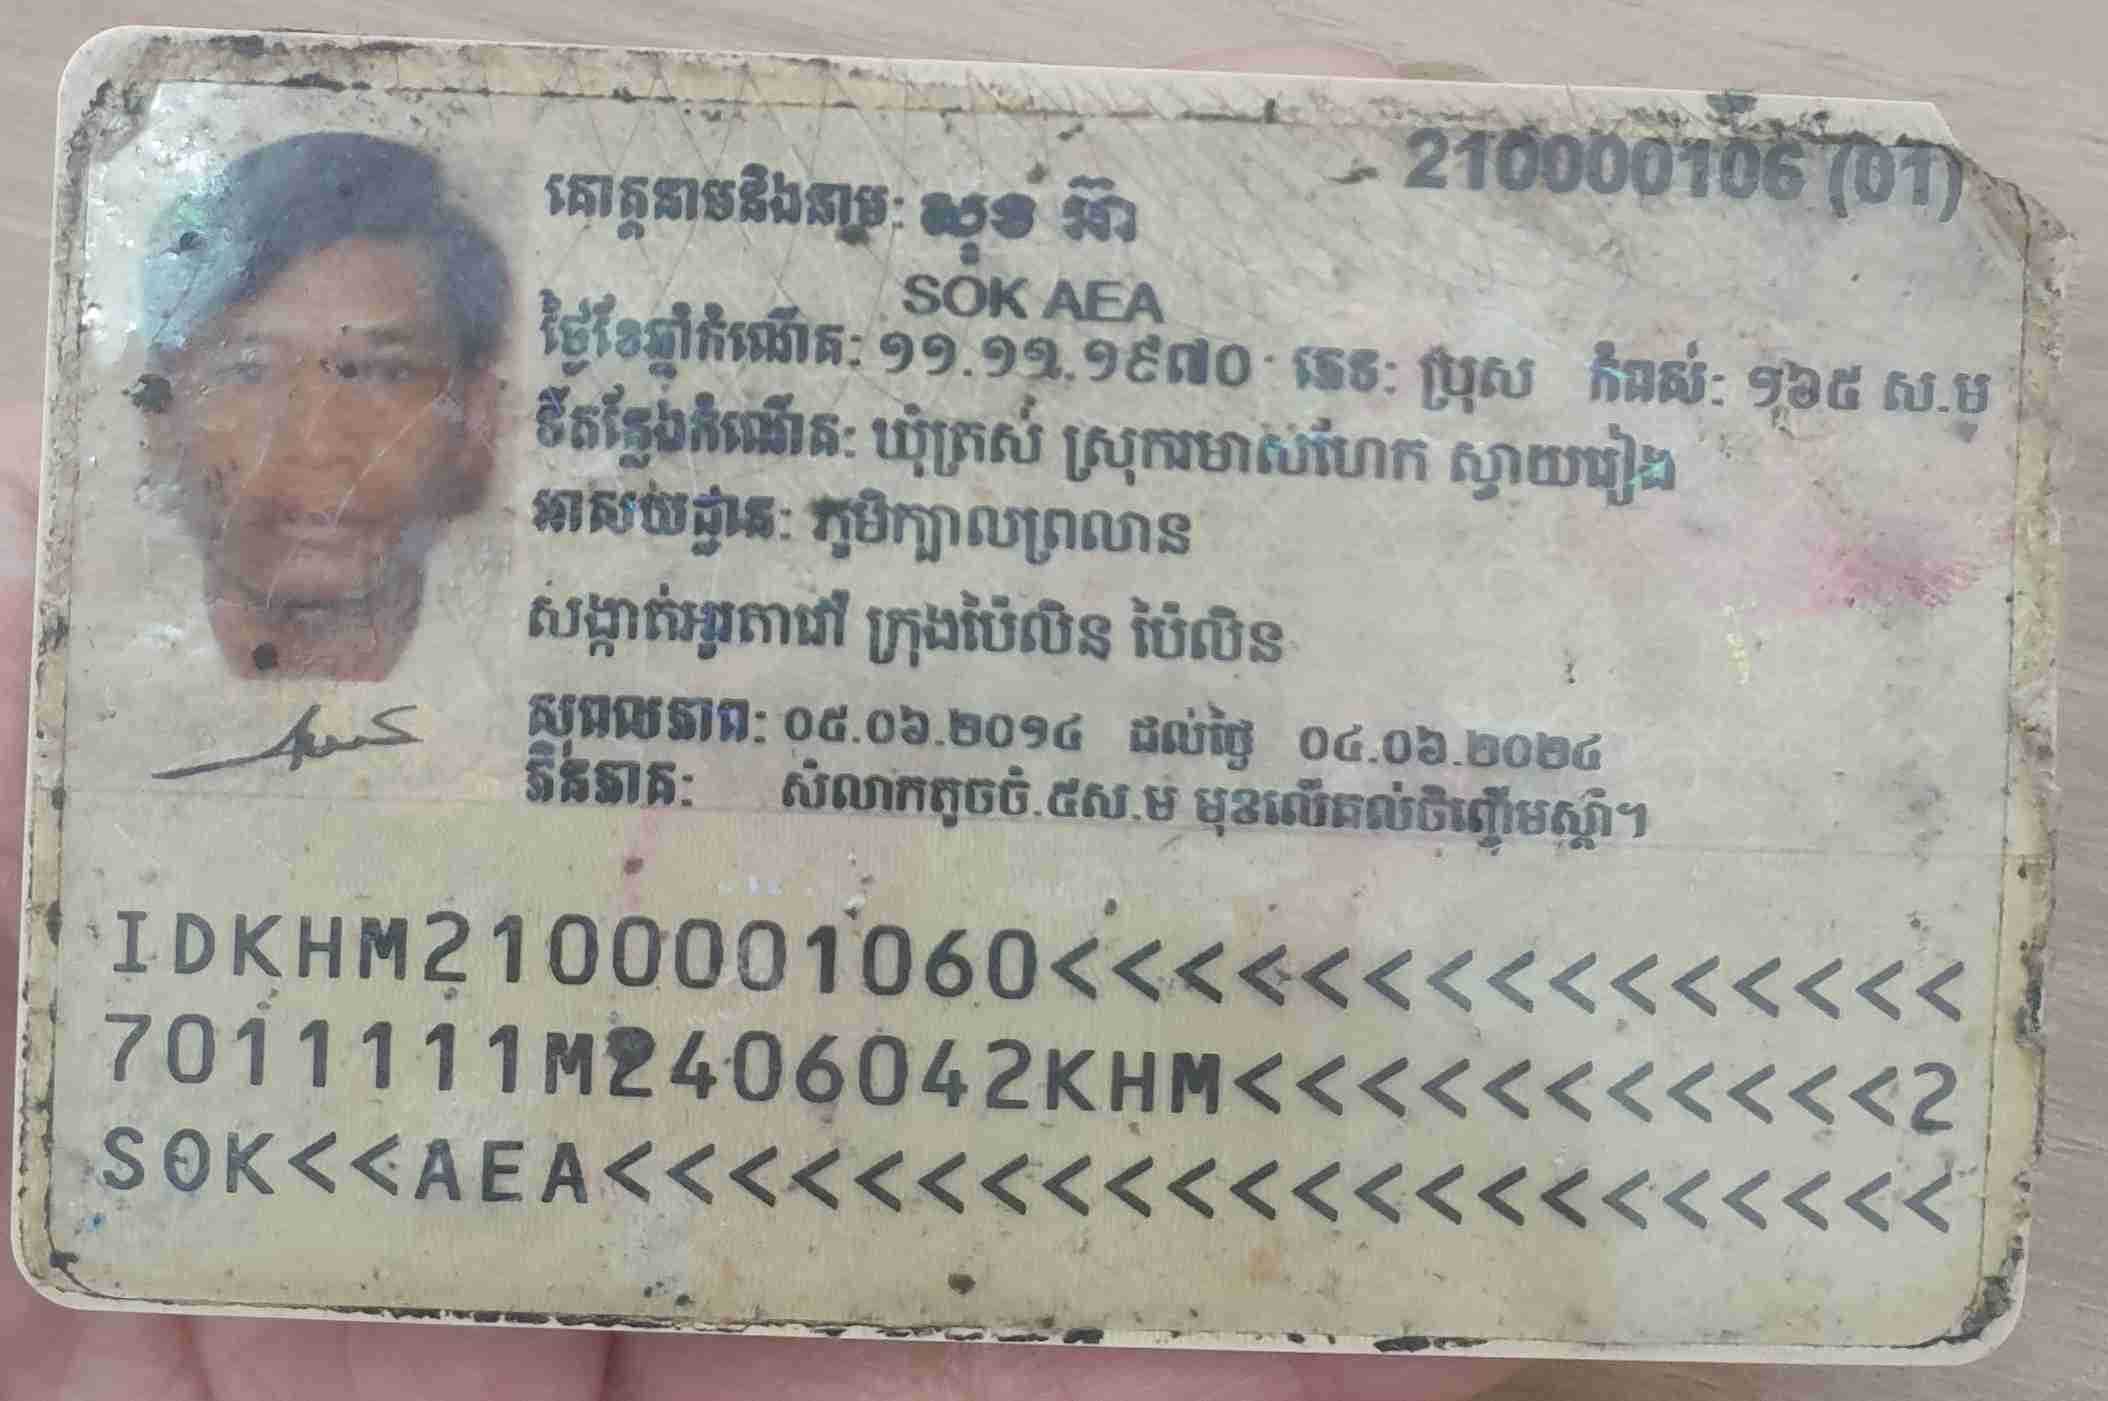 210000106 (01)
គោត្តនាមនិងនាម: សុខ អ៊ា
SOK AEA
ថ្ងៃខែឆ្នាំកំណើត: ១១.១១.១៩៧០ ភេទ: ប្រុស កំពស់: ១៦៥ ស.ម
ទីកន្លែងកំណើត: ឃុំត្រស់ ស្រុករមាសហែក ស្វាយរៀង
អាសយដ្ឋាន: ភូមិក្បាលព្រលាន
សង្កាត់អូរតាវ៉ៅ ក្រុងប៉ៃលិន ប៉ៃលិន
សុពលភាព: ០៥.០៦.២០១៤ ដល់ថ្ងៃ ០៤.០៦.២០២៤
ភិនភាគ: សំលាកតូចចំ.៥ស.ម មុខលើគល់ចិញ្ចើមស្ដាំ។
IDKHM2100001060<<<<<<<<<<<<<<<
7011111M2406042KHM<<<<<<<<<<<2
SOK<<AEA<<<<<<<<<<<<<<<<<<<<<<